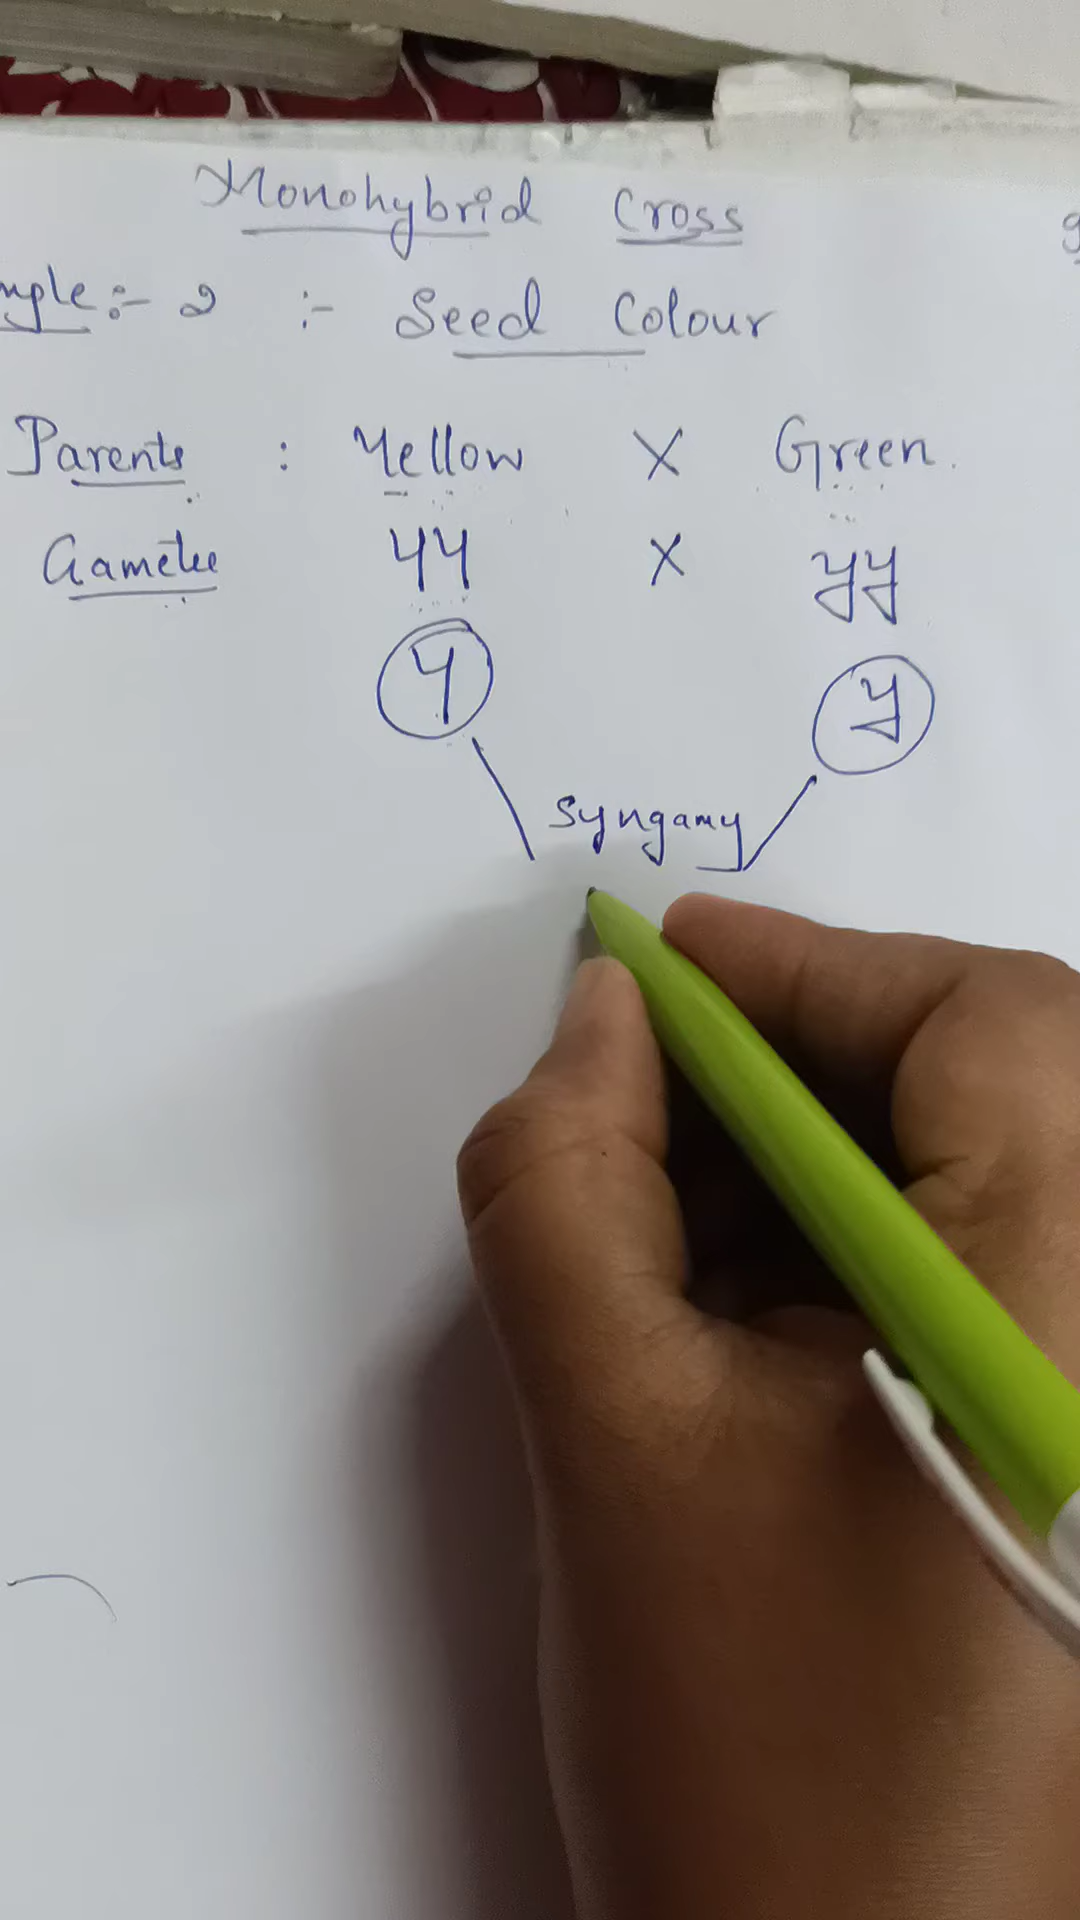 Monohybrid Cross
mple:- 2 :- Seed Colour
Parents : Yellow X Green.
Gamete YY X yy
Y y
Syngamy